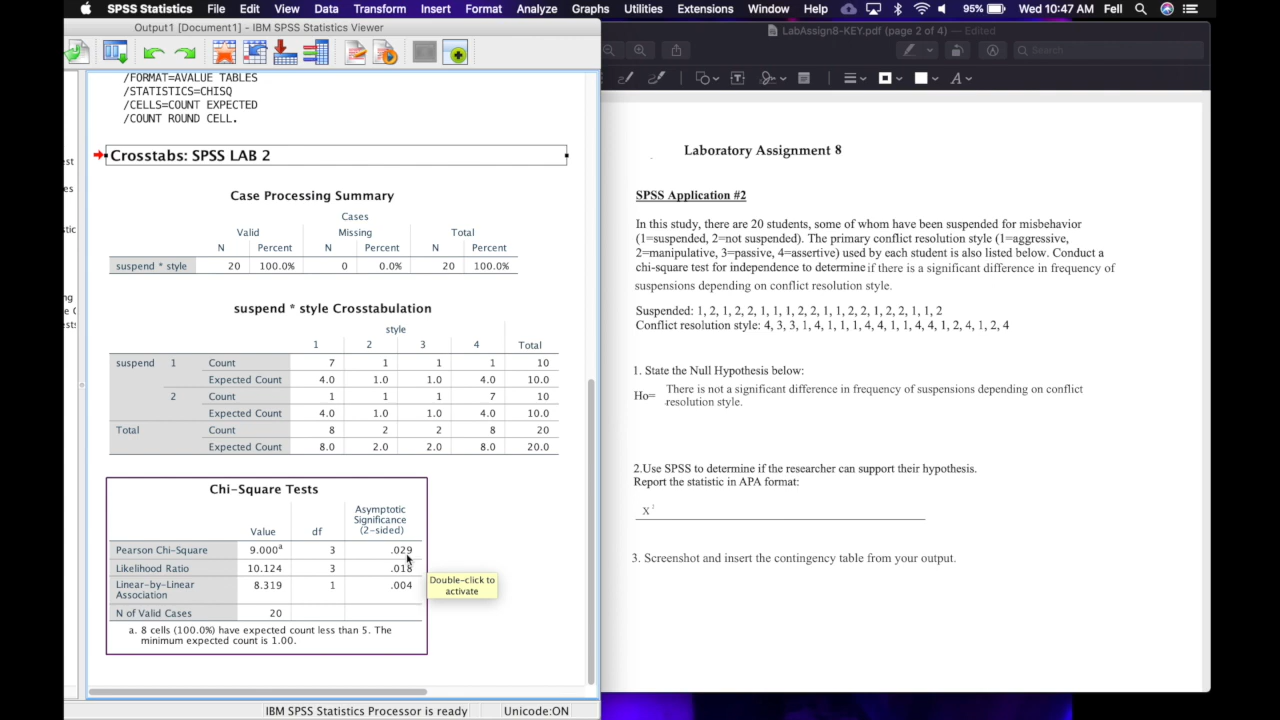 SPSS Statistics File Edit View Data Transform Insert Format Analyze Graphs Utilities Extensions Window 95% Wed 10:47 AM Fell
Output1 [Document1] - IBM SPSS Statistics Viewer
/FORMAT=AVALUE TABLES
/STATISTICS=CHISQ
/CELLS=COUNT EXPECTED
/COUNT ROUND CELL.
Crosstabs: SPSS LAB 2
Case Processing Summary
Cases
Valid Missing Total
N Percent N Percent N Percent
suspend * style 20 100.0% 0 0.0% 20 100.0%
suspend * style Crosstabulation
style
1 2 3 4 Total
suspend 1 Count 7 1 1 1 10
Expected Count 4.0 1.0 1.0 4.0 10.0
2 Count 1 1 1 7 10
Expected Count 4.0 1.0 1.0 4.0 10.0
Total Count 8 2 2 8 20
Expected Count 8.0 2.0 2.0 8.0 20.0
Chi-Square Tests
Asymptotic
Significance
Value df (2-sided)
Pearson Chi-Square 9.000a 3 .029
Likelihood Ratio 10.124 3 .018
Linear-by-Linear 8.319 1 .004
Association
N of Valid Cases 20
a. 8 cells (100.0%) have expected count less than 5. The
minimum expected count is 1.00.
Double-click to
activate
IBM SPSS Statistics Processor is ready Unicode:ON
LabAssign8-KEY.pdf (page 2 of 4) — Edited
Search
Laboratory Assignment 8
SPSS Application #2
In this study, there are 20 students, some of whom have been suspended for misbehavior
(1=suspended, 2=not suspended). The primary conflict resolution style (1=aggressive,
2=manipulative, 3=passive, 4=assertive) used by each student is also listed below. Conduct a
chi-square test for independence to determine if there is a significant difference in frequency of
suspensions depending on conflict resolution style.
Suspended: 1, 2, 1, 2, 2, 1, 1, 1, 2, 2, 1, 1, 2, 2, 1, 2, 2, 1, 1, 2
Conflict resolution style: 4, 3, 3, 1, 4, 1, 1, 1, 4, 4, 1, 1, 4, 4, 1, 2, 4, 1, 2, 4
1. State the Null Hypothesis below:
Ho= There is not a significant difference in frequency of suspensions depending on conflict
resolution style.
2.Use SPSS to determine if the researcher can support their hypothesis.
Report the statistic in APA format:
X²
3. Screenshot and insert the contingency table from your output.